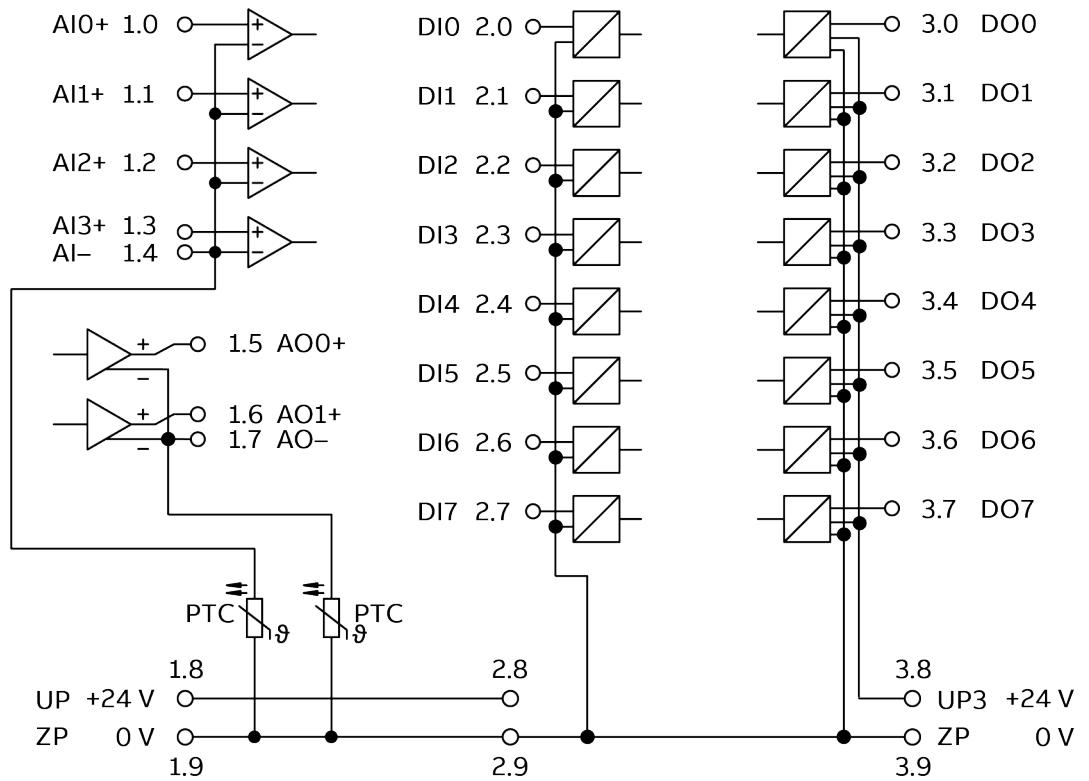 AI0+ 1.0 + −
AI1+ 1.1 + −
AI2+ 1.2 + −
AI3+ 1.3 +
AI− 1.4 −
+ 1.5 AO0+
−
+ 1.6 AO1+
− 1.7 AO−
PTC ϑ
ϑ PTC
DI0 2.0
DI1 2.1
DI2 2.2
DI3 2.3
DI4 2.4
DI5 2.5
DI6 2.6
DI7 2.7
3.0 DO0
3.1 DO1
3.2 DO2
3.3 DO3
3.4 DO4
3.5 DO5
3.6 DO6
3.7 DO7
1.8 2.8 3.8
UP +24 V UP3 +24 V
ZP 0 V ZP 0 V
1.9 2.9 3.9